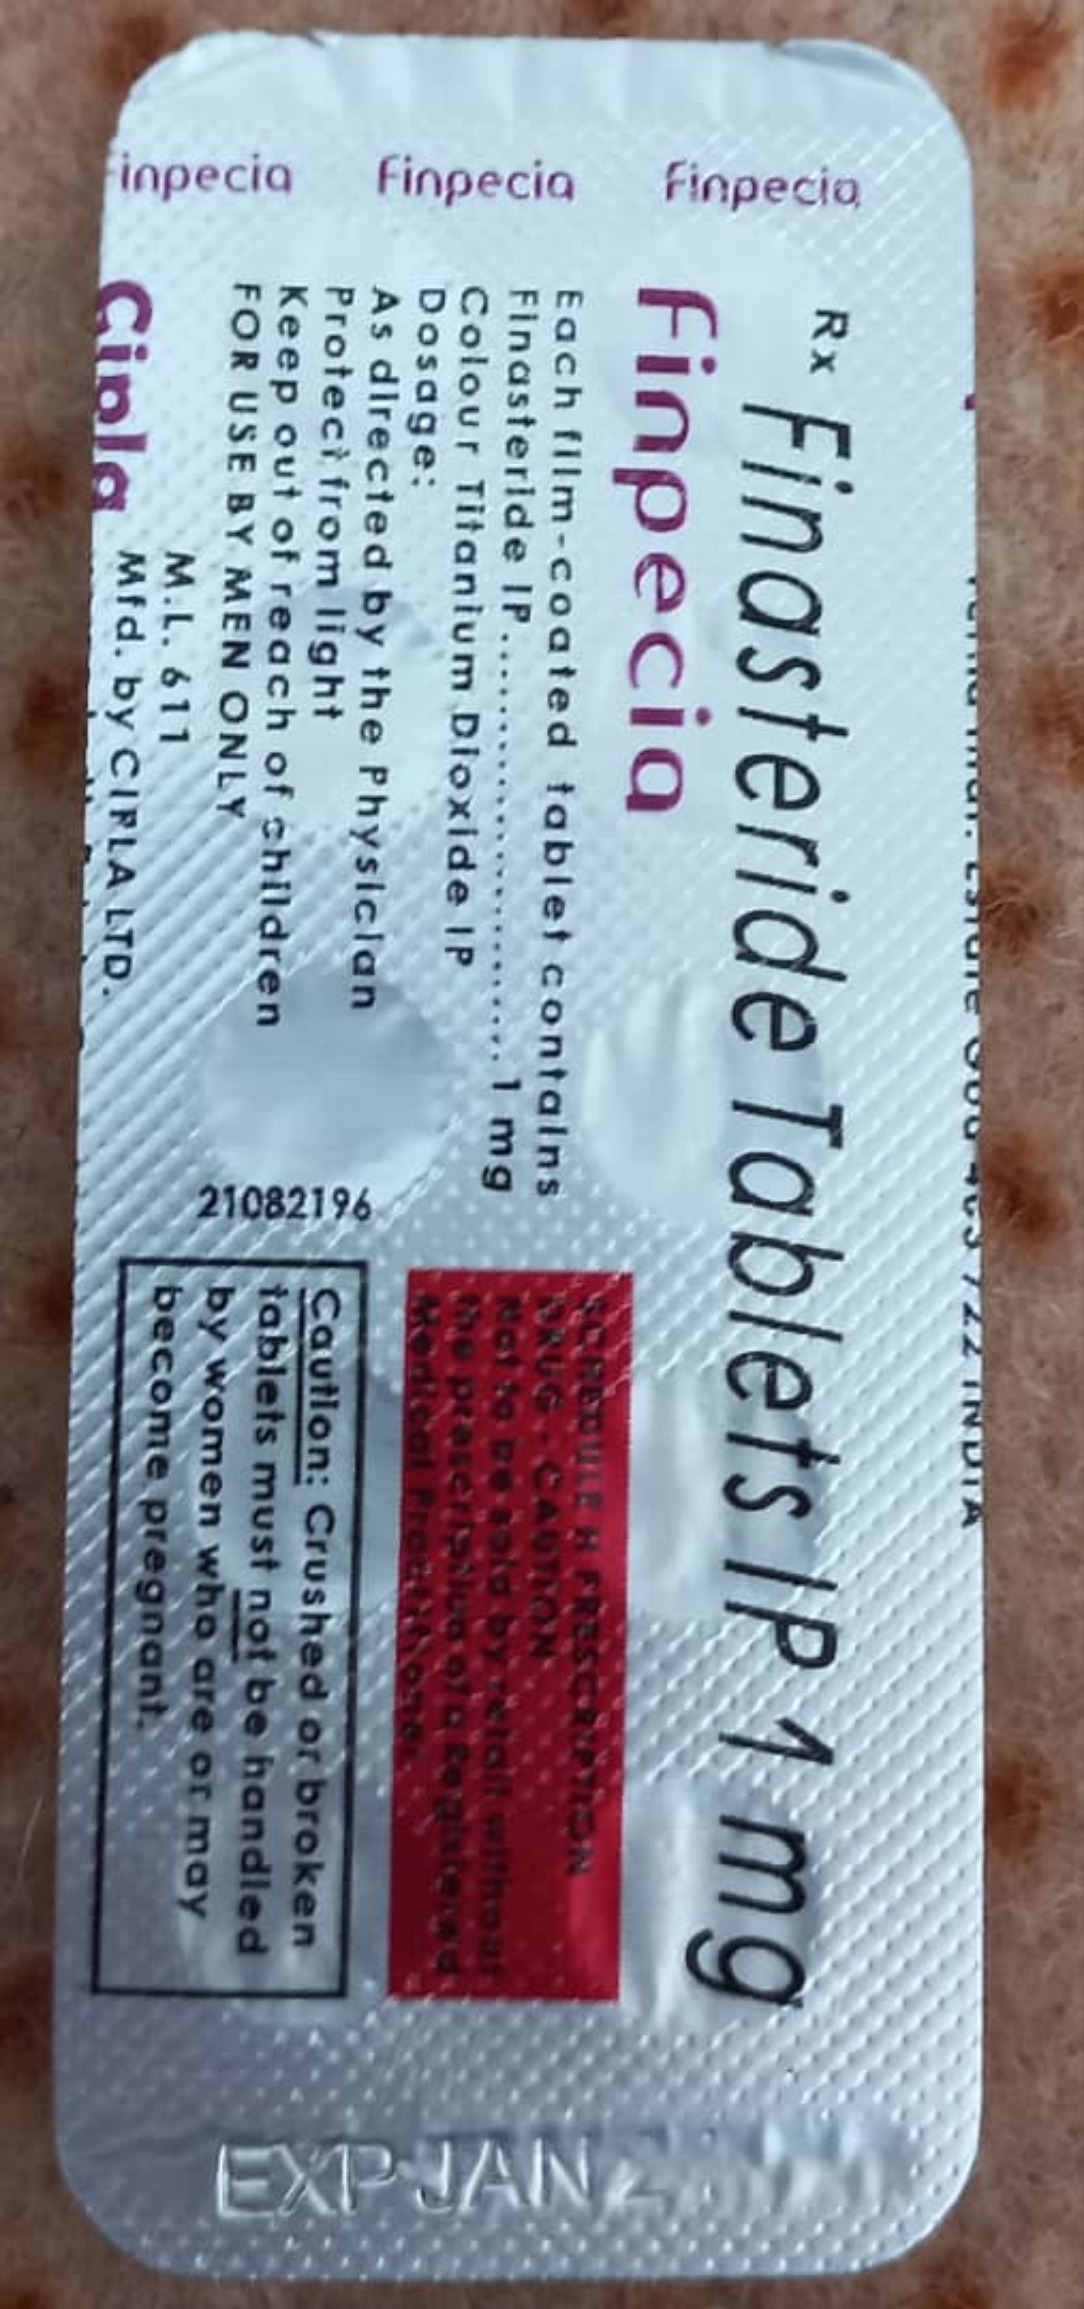 Finpecia Finpecia
Rx Finasteride Tablets IP 1 mg
Finpecia
Each film-coated tablet contains
Finasteride IP..............................1 mg
Colour Titanium Dioxide IP
Dosage:
As directed by the Physician
Protect from light
Keep out of reach of children
FOR USE BY MEN ONLY
M.L. 611
Cipla Mfd. by CIPLA LTD.
21082196
SCHEDULE H PRESCRIPTION
DRUG - CAUTION
Not to be sold by retail without
the prescription of a Registered
Medical Practitioner.
Caution: Crushed or broken
tablets must not be handled
by women who are or may
become pregnant.
403 722 INDIA
EXP JAN